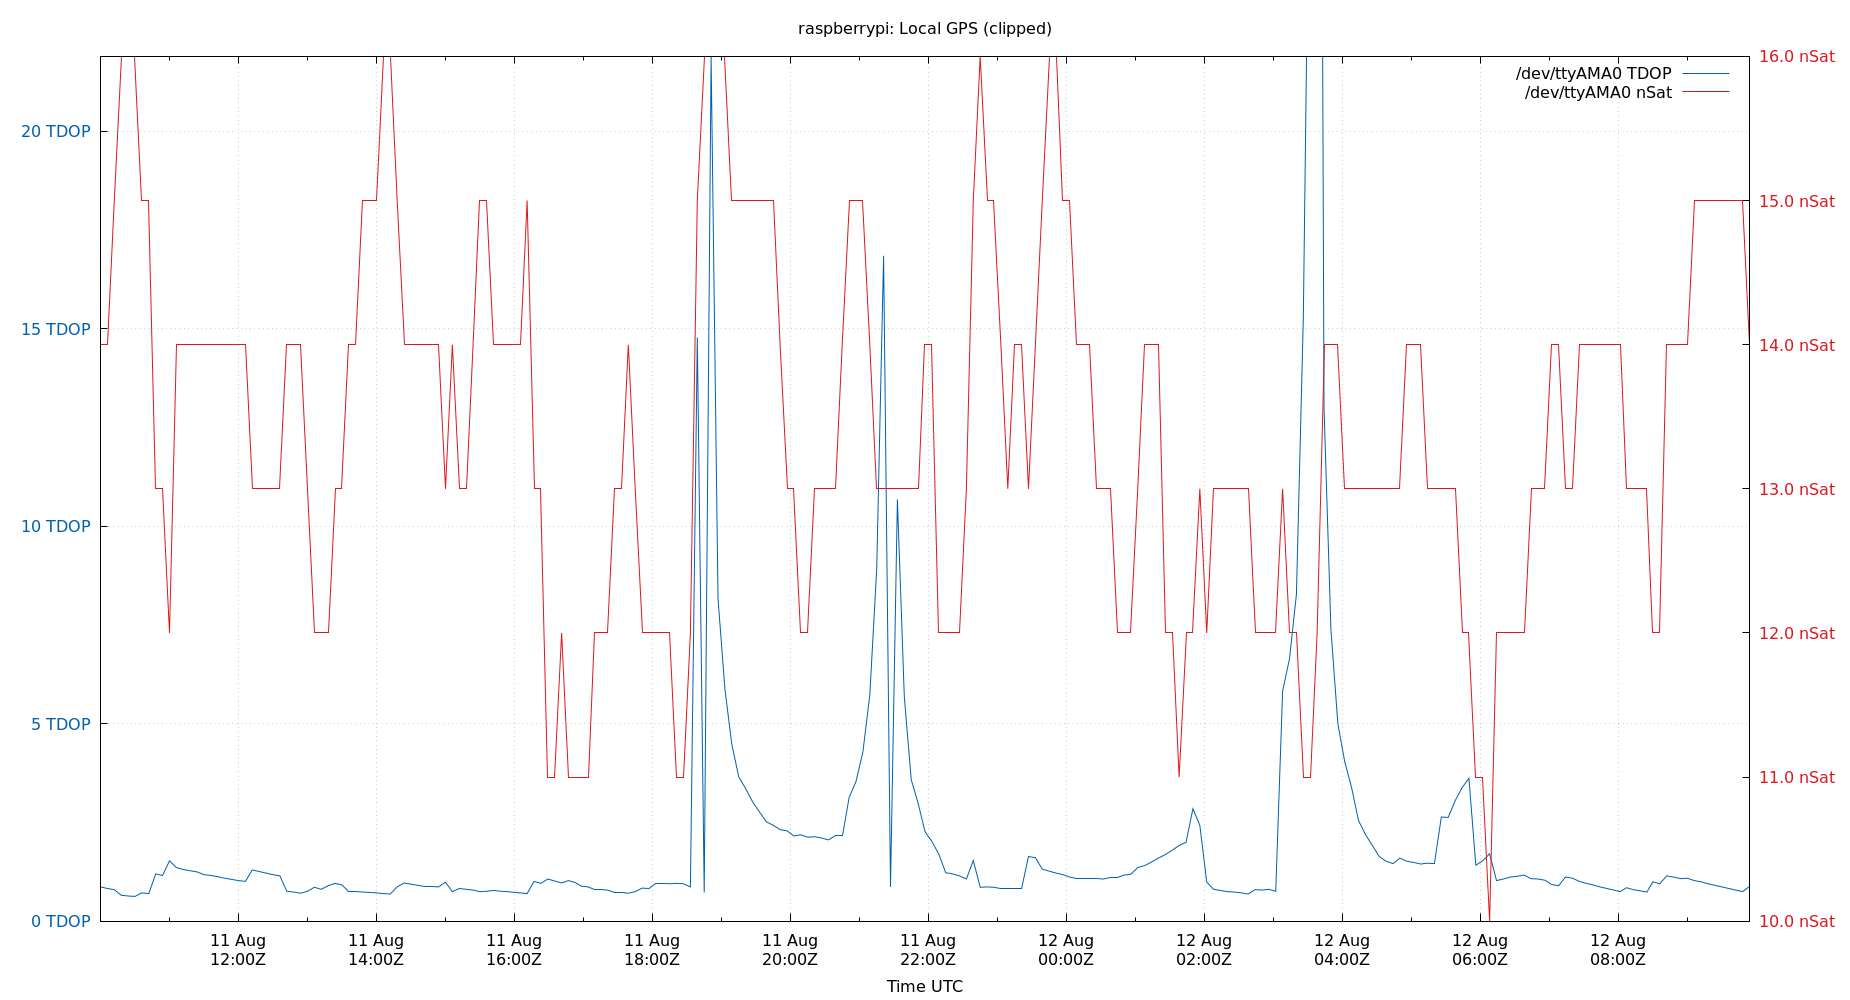 raspberrypi: Local GPS (clipped)
/dev/ttyAMA0 TDOP
/dev/ttyAMA0 nSat
20 TDOP
15 TDOP
10 TDOP
5 TDOP
0 TDOP
16.0 nSat
15.0 nSat
14.0 nSat
13.0 nSat
12.0 nSat
11.0 nSat
10.0 nSat
11 Aug
12:00Z
11 Aug
14:00Z
11 Aug
16:00Z
11 Aug
18:00Z
11 Aug
20:00Z
11 Aug
22:00Z
12 Aug
00:00Z
12 Aug
02:00Z
12 Aug
04:00Z
12 Aug
06:00Z
12 Aug
08:00Z
Time UTC